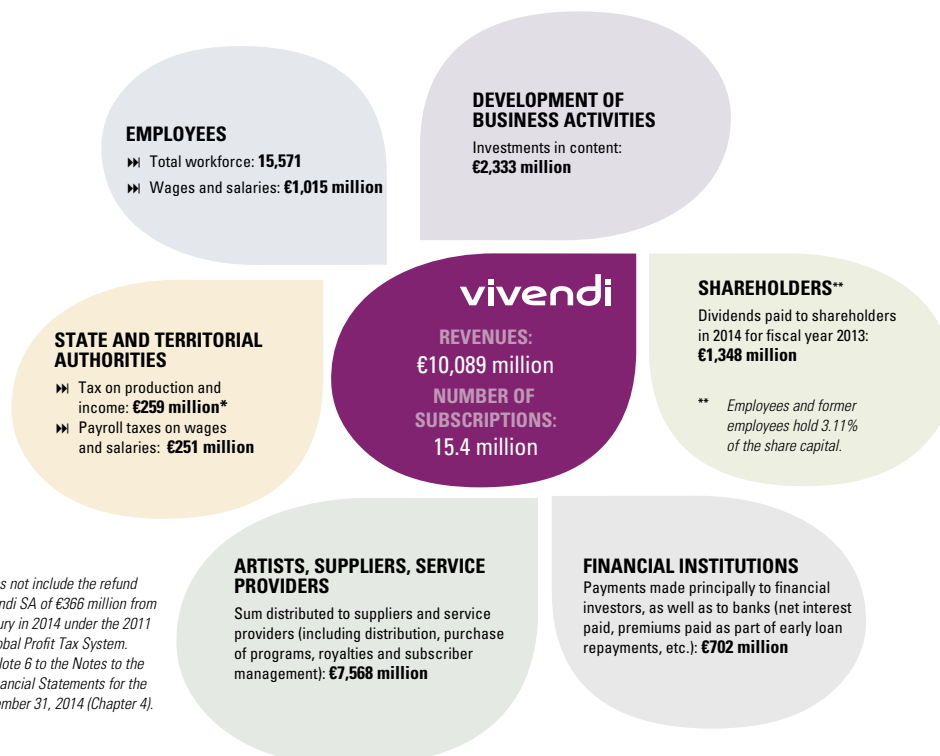 EMPLOYEES
Total workforce: 15,571
Wages and salaries: €1,015 million
DEVELOPMENT OF
BUSINESS ACTIVITIES
Investments in content:
€2,333 million
STATE AND TERRITORIAL
AUTHORITIES
Tax on production and
income: €259 million*
Payroll taxes on wages
and salaries: €251 million
vivendi
REVENUES:
€10,089 million
NUMBER OF
SUBSCRIPTIONS:
15.4 million
SHAREHOLDERS**
Dividends paid to shareholders
in 2014 for fiscal year 2013:
€1,348 million
** Employees and former
employees hold 3.11%
of the share capital.
not include the refund
SA of €366 million from
in 2014 under the 2011
Profit Tax System.
6 to the Notes to the
Statements for the
31, 2014 (Chapter 4).
ARTISTS, SUPPLIERS, SERVICE
PROVIDERS
Sum distributed to suppliers and service
providers (including distribution, purchase
of programs, royalties and subscriber
management): €7,568 million
FINANCIAL INSTITUTIONS
Payments made principally to financial
investors, as well as to banks (net interest
paid, premiums paid as part of early loan
repayments, etc.): €702 million